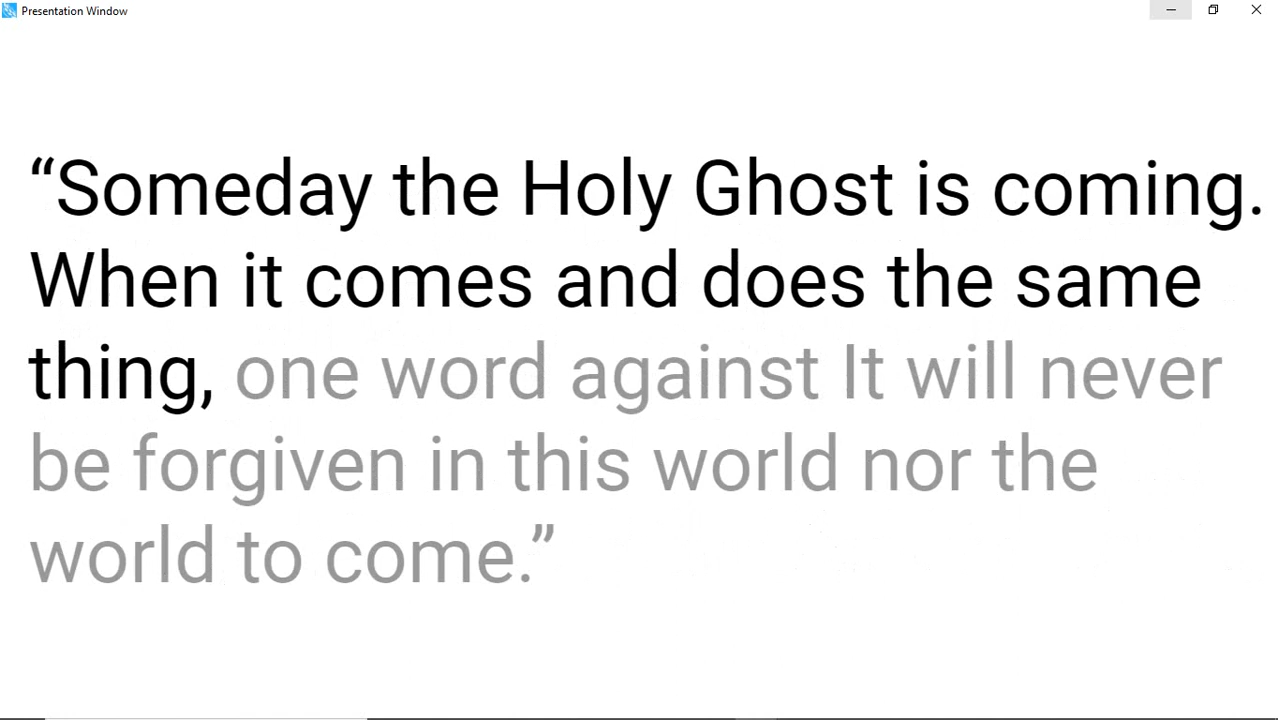 Presentation Window
“Someday the Holy Ghost is coming.
When it comes and does the same
thing, one word against It will never
be forgiven in this world nor the
world to come.”